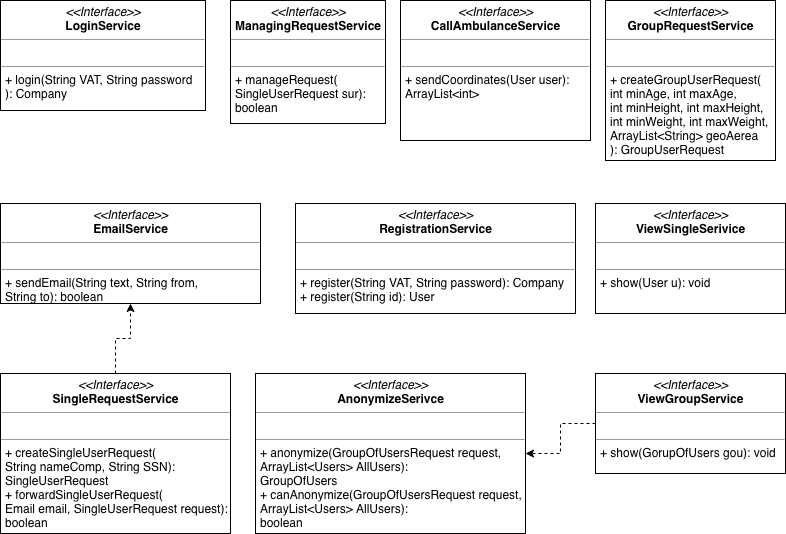 <<Interface>>
LoginService
+ login(String VAT, String password
): Company
<<Interface>>
ManagingRequestService
+ manageRequest(
SingleUserRequest sur):
boolean
<<Interface>>
CallAmbulanceService
+ sendCoordinates(User user):
ArrayList<int>
<<Interface>>
GroupRequestService
+ createGroupUserRequest(
int minAge, int maxAge,
int minHeight, int maxHeight,
int minWeight, int maxWeight,
ArrayList<String> geoAerea
): GroupUserRequest
<<Interface>>
EmailService
+ sendEmail(String text, String from,
String to): boolean
<<Interface>>
RegistrationService
+ register(String VAT, String password): Company
+ register(String id): User
<<Interface>>
ViewSingleSerivice
+ show(User u): void
<<Interface>>
SingleRequestService
+ createSingleUserRequest(
String nameComp, String SSN):
SingleUserRequest
+ forwardSingleUserRequest(
Email email, SingleUserRequest request):
boolean
<<Interface>>
AnonymizeSerivce
+ anonymize(GroupOfUsersRequest request,
ArrayList<Users> AllUsers):
GroupOfUsers
+ canAnonymize(GroupOfUsersRequest request,
ArrayList<Users> AllUsers):
boolean
<<Interface>>
ViewGroupService
+ show(GorupOfUsers gou): void